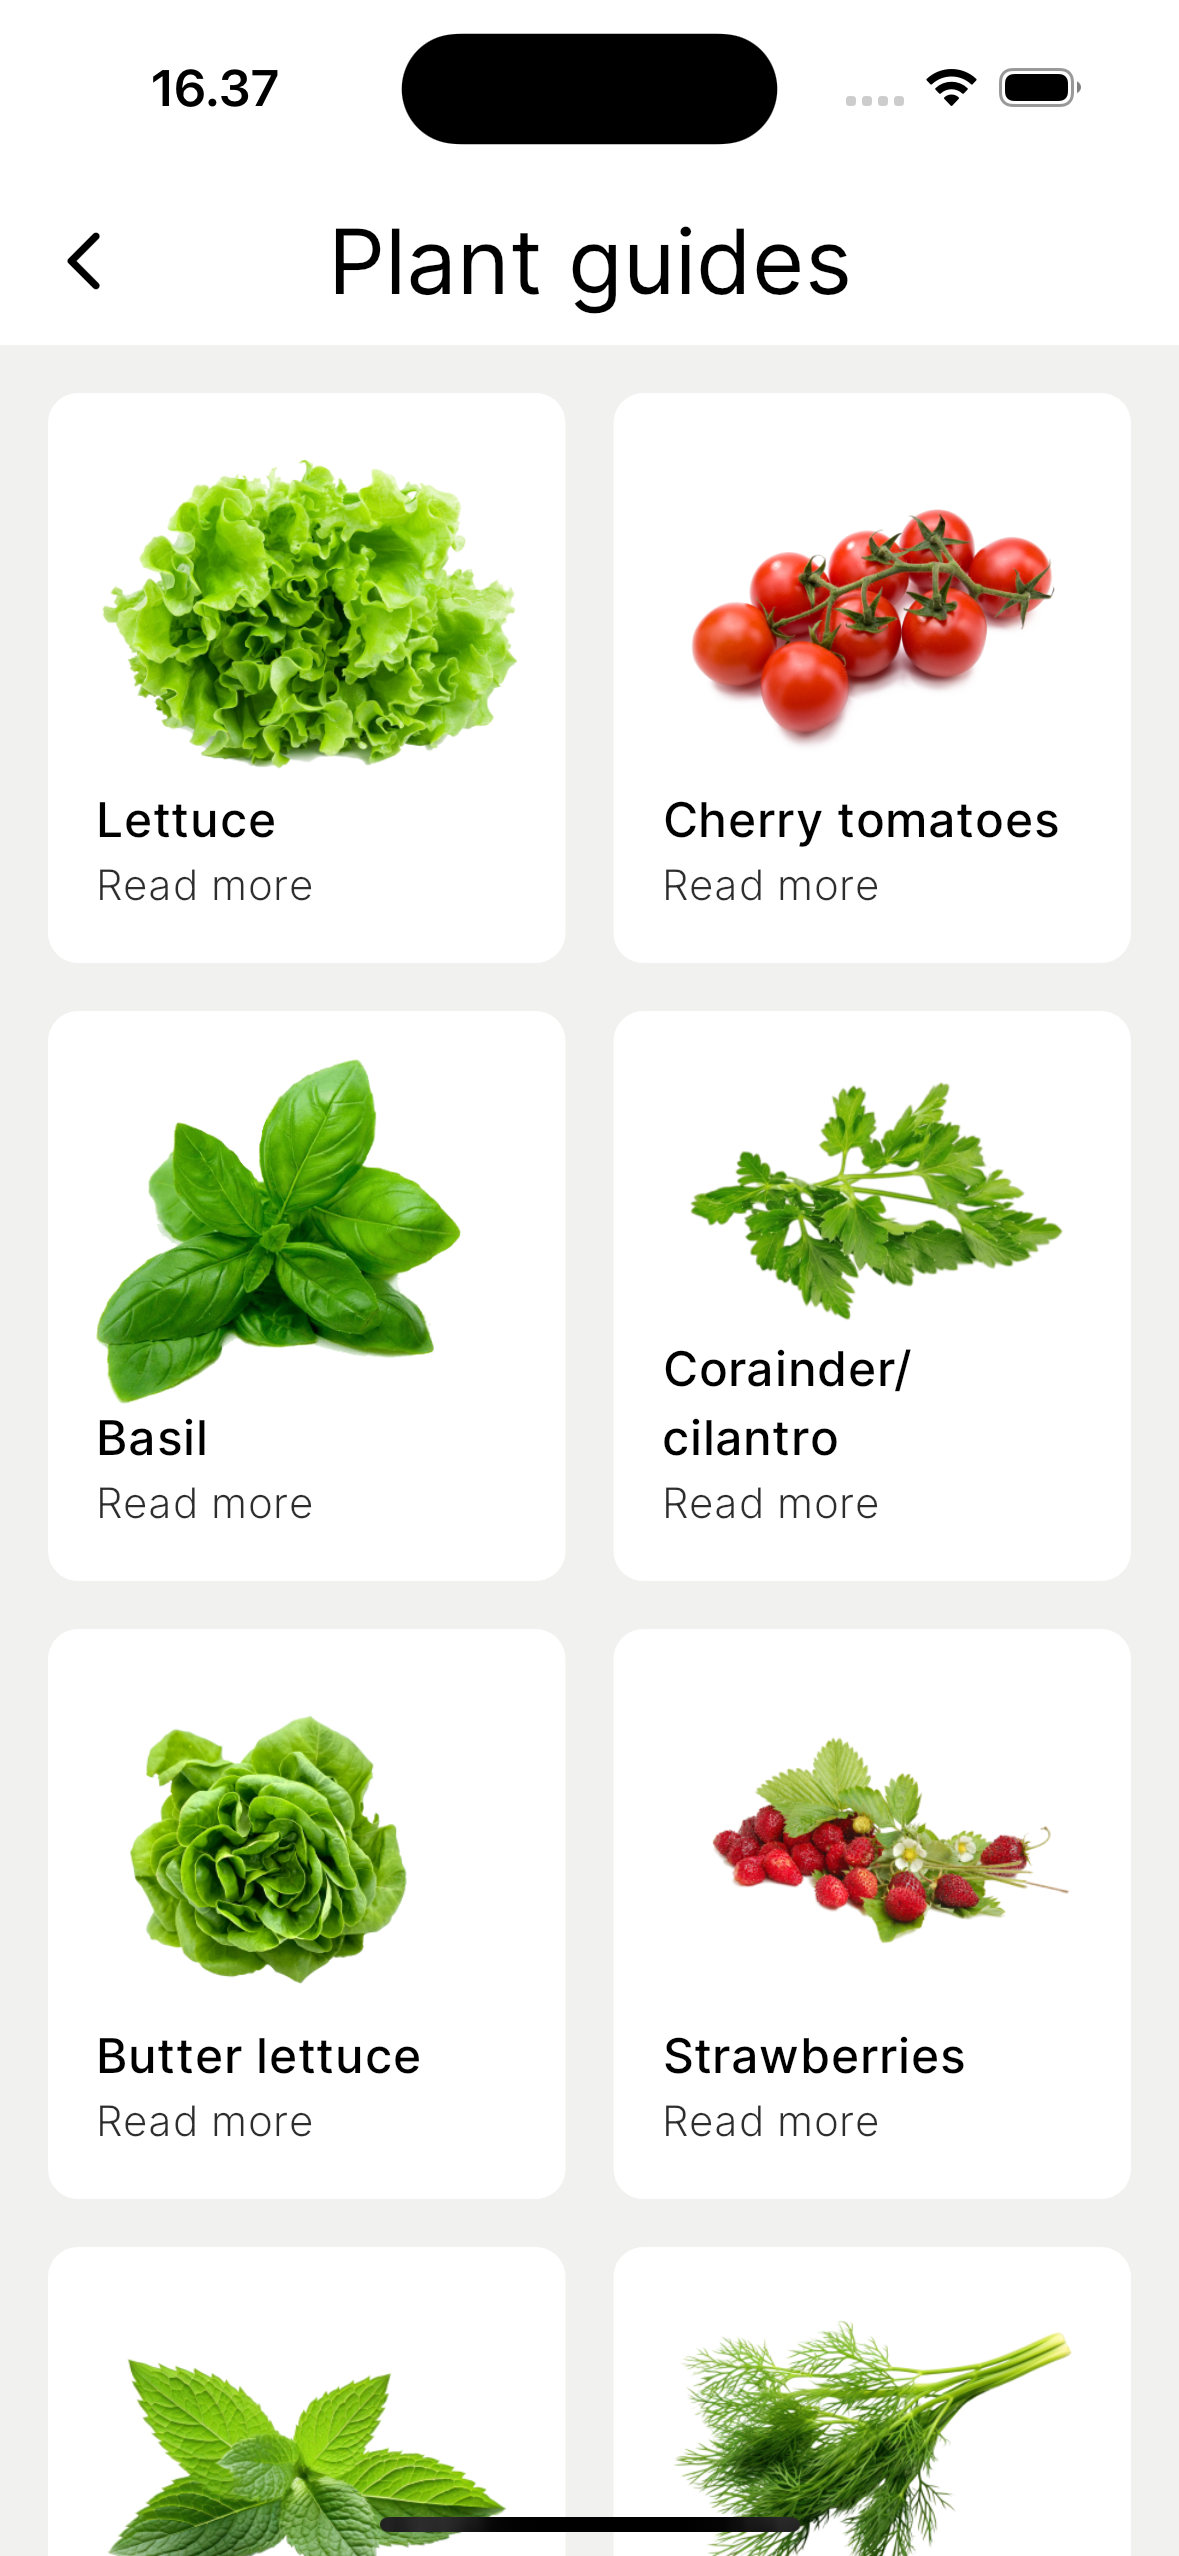 16.37
Plant guides
Lettuce
Read more
Cherry tomatoes
Read more
Basil
Read more
Corainder/
cilantro
Read more
Butter lettuce
Read more
Strawberries
Read more